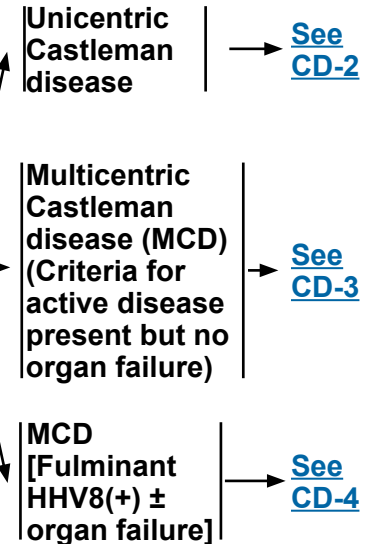 Unicentric
Castleman
disease
See
CD-2
Multicentric
Castleman
disease (MCD)
(Criteria for
active disease
present but no
organ failure)
See
CD-3
MCD
[Fulminant
HHV8(+) ±
organ failure]
See
CD-4